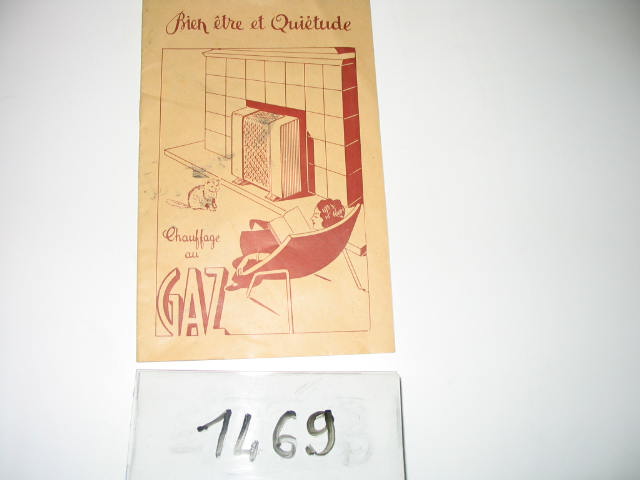 Bien être et Quiétude
Chauffage
au
GAZ
1469